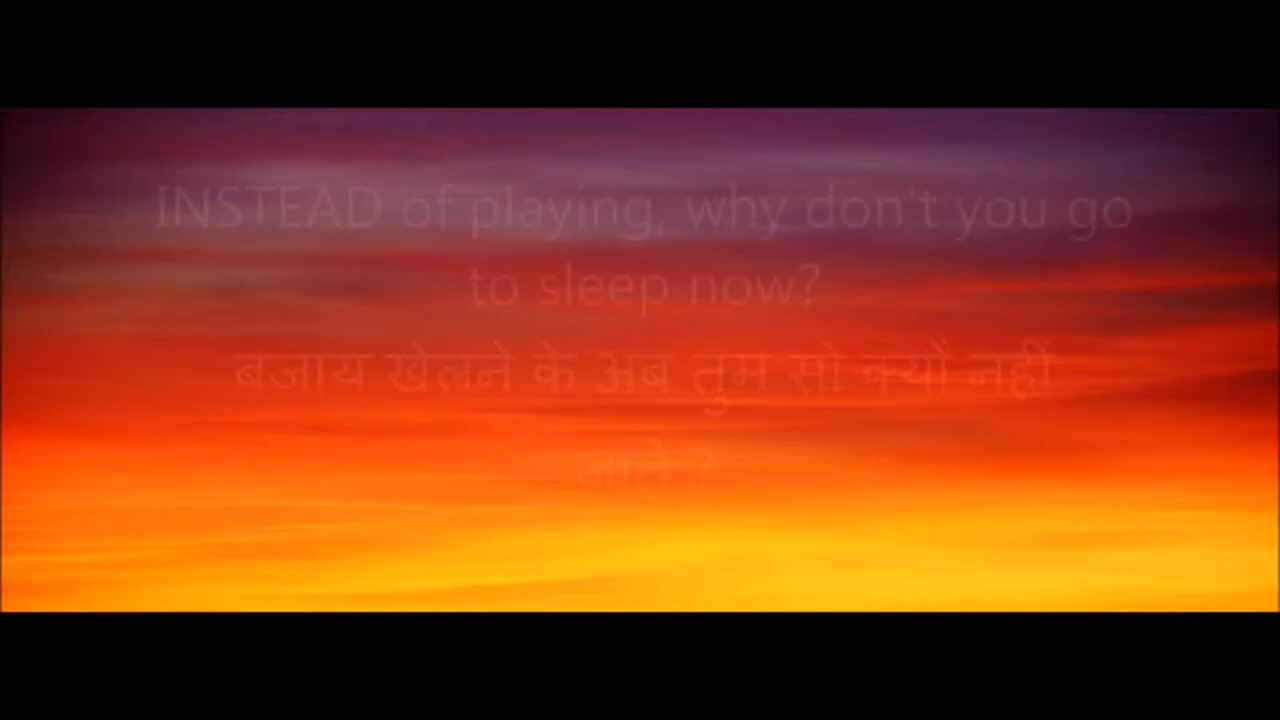 INSTEAD of playing, why don't you go
to sleep now?
बजाय खेलने के अब तुम सो क्यों नहीं
जाते ?